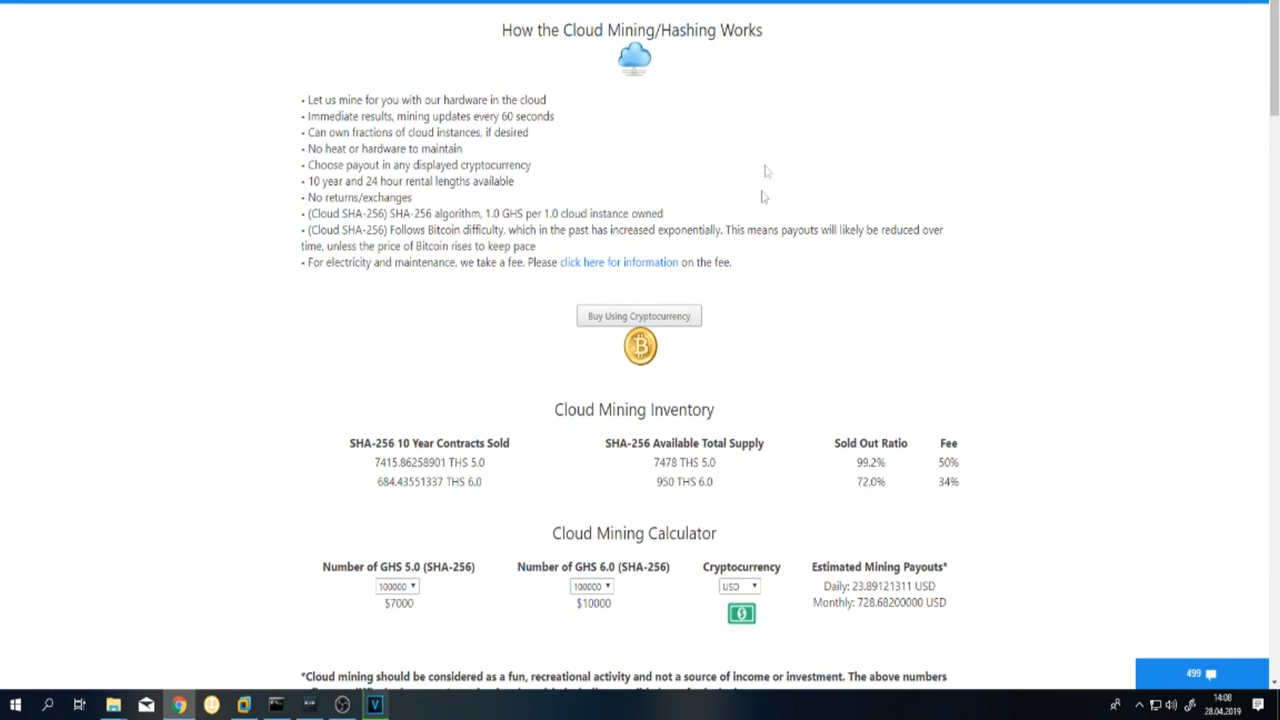 How the Cloud Mining/Hashing Works
- Let us mine for you with our hardware in the cloud
- Immediate results, mining updates every 60 seconds
- Can own fractions of cloud instances, if desired
- No heat or hardware to maintain
- Choose payout in any displayed cryptocurrency
- 10 year and 24 hour rental lengths available
- No returns/exchanges
- (Cloud SHA-256) SHA-256 algorithm, 1.0 GHS per 1.0 cloud instance owned
- (Cloud SHA-256) Follows Bitcoin difficulty, which in the past has increased exponentially. This means payouts will likely be reduced over
time, unless the price of Bitcoin rises to keep pace
- For electricity and maintenance, we take a fee. Please click here for information on the fee.
Buy Using Cryptocurrency
Cloud Mining Inventory
SHA-256 10 Year Contracts Sold SHA-256 Available Total Supply Sold Out Ratio Fee
7415.86258901 THS 5.0 7478 THS 5.0 99.2% 50%
684.43551337 THS 6.0 950 THS 6.0 72.0% 34%
Cloud Mining Calculator
Number of GHS 5.0 (SHA-256) Number of GHS 6.0 (SHA-256) Cryptocurrency Estimated Mining Payouts*
100000 100000 USD Daily: 23.89121311 USD
$7000 $10000 Monthly: 728.68200000 USD
*Cloud mining should be considered as a fun, recreational activity and not a source of income or investment. The above numbers
499
14:08
28.04.2019